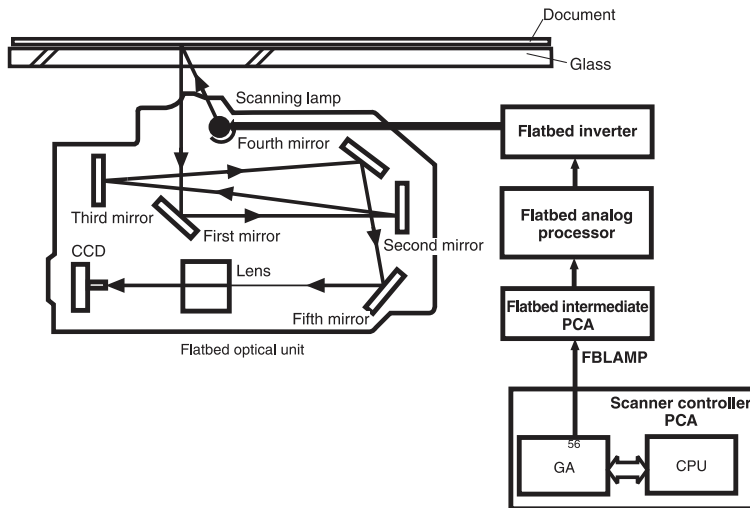 Document
Glass
Scanning lamp
Fourth mirror
Flatbed inverter
Third mirror
First mirror
Second mirror
Flatbed analog
processor
CCD
Lens
Fifth mirror
Flatbed intermediate
PCA
Flatbed optical unit
FBLAMP
Scanner controller
PCA
56
GA
CPU